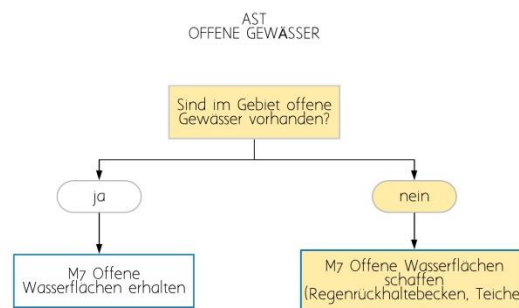 AST
OFFENE GEWÄSSER
Sind im Gebiet offene
Gewässer vorhanden?
ja
nein
M7 Offene
Wasserflächen erhalten
M7 Offene Wasserflächen
schaffen
(Regenrückhaltebecken, Teiche